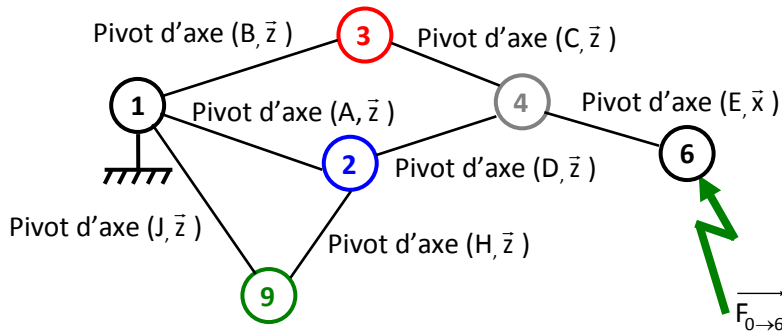 Pivot d'axe (B, z⃗ )
3
Pivot d'axe (C, z⃗ )
1
Pivot d'axe (A, z⃗ )
4
Pivot d'axe (E, x⃗ )
2
6
Pivot d'axe (D, z⃗ )
Pivot d'axe (J, z⃗ )
Pivot d'axe (H, z⃗ )
9
F₀→₆